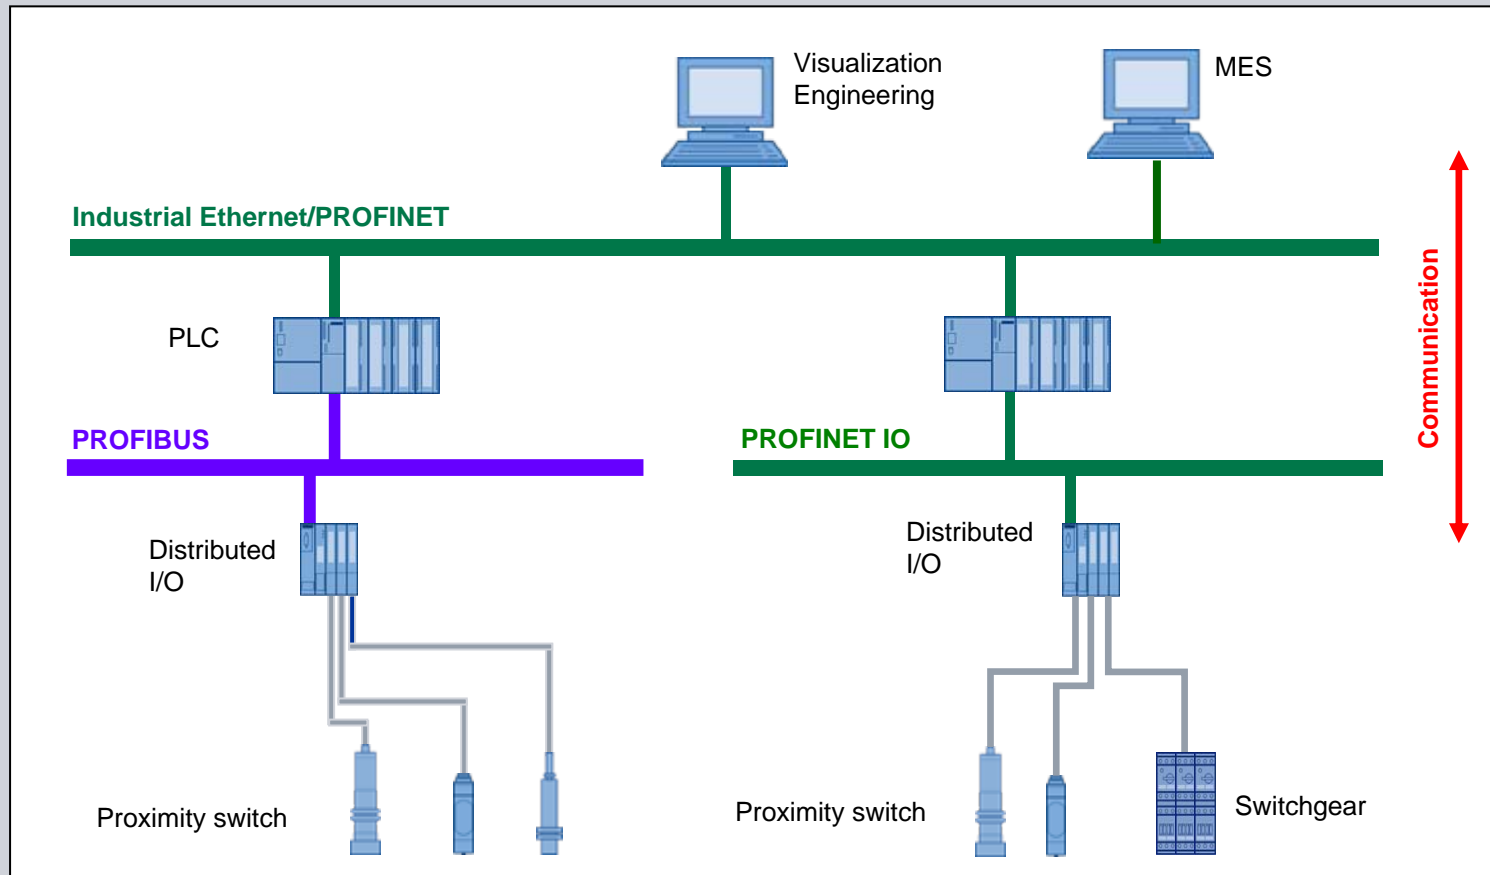 Visualization
Engineering
MES
Industrial Ethernet/PROFINET
PLC
Communication
PROFIBUS
PROFINET IO
Distributed
I/O
Distributed
I/O
Proximity switch
Proximity switch
Switchgear